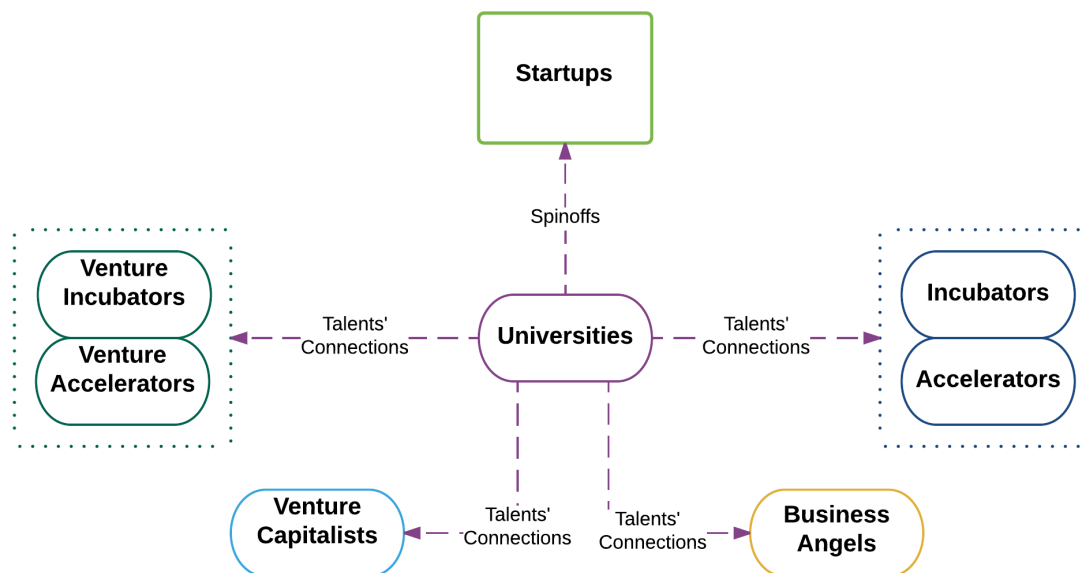 Startups
Spinoffs
Venture
Incubators
Venture
Accelerators
Talents'
Connections
Universities
Talents'
Connections
Incubators
Accelerators
Venture
Capitalists
Talents'
Connections
Talents'
Connections
Business
Angels